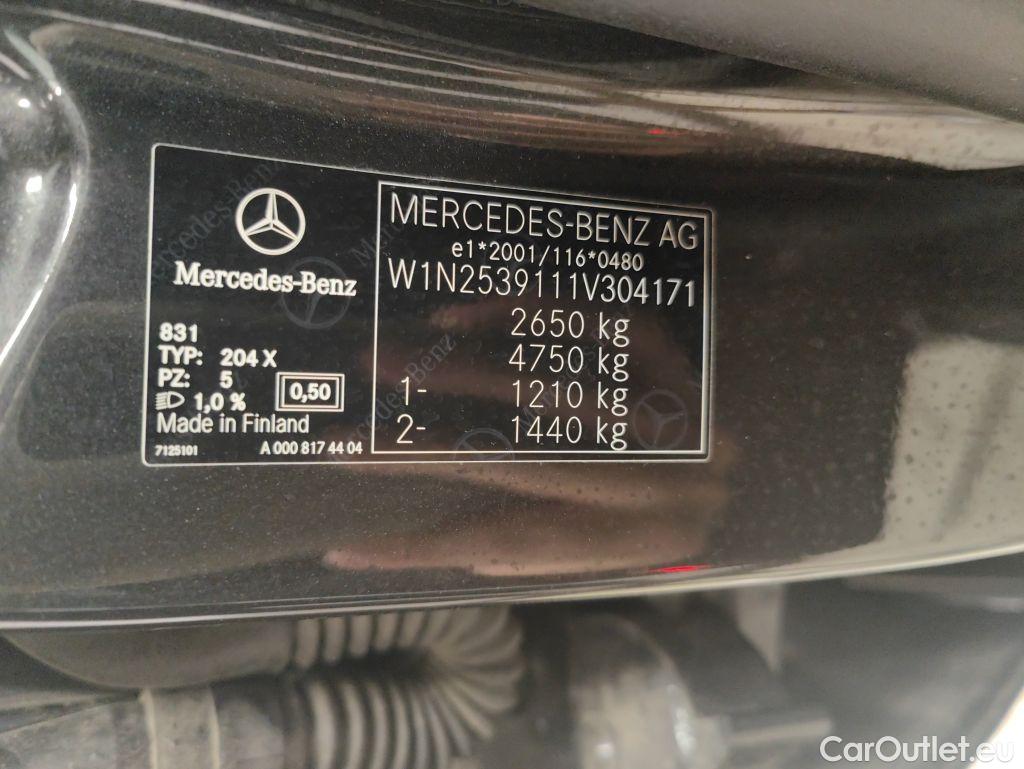 Mercedes-Benz
831
TYP: 204 X
PZ: 5
1,0 %
0,50
Made in Finland
7125101 A 000 817 44 04
MERCEDES-BENZ AG
e1*2001/116*0480
W1N2539111V304171
2650 kg
4750 kg
1- 1210 kg
2- 1440 kg
CarOutlet.eu